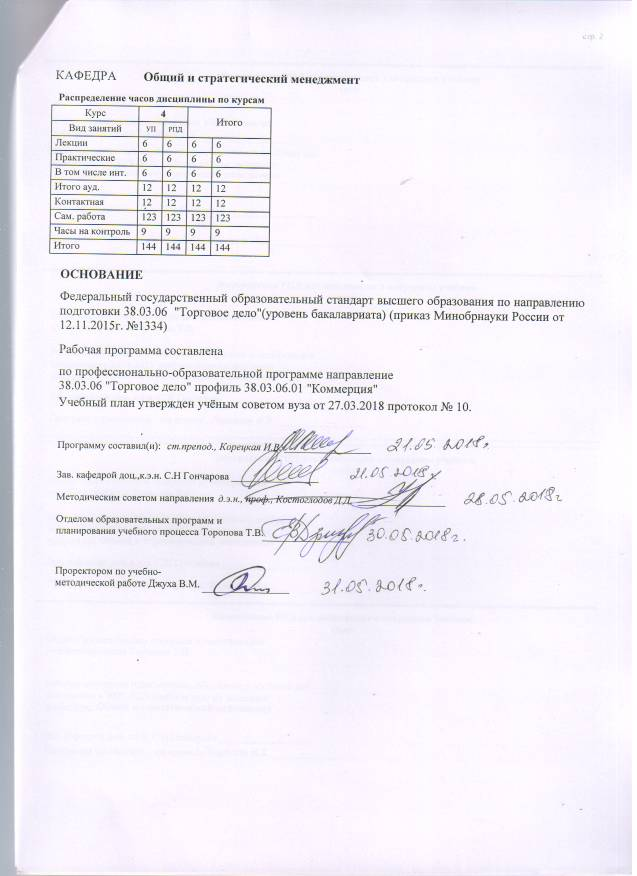 стр. 2
КАФЕДРА Общий и стратегический менеджмент
Распределение часов дисциплины по курсам
Курс 4 Итого
Вид занятий УП РПД
Лекции 6 6 6 6
Практические 6 6 6 6
В том числе инт. 6 6 6 6
Итого ауд. 12 12 12 12
Контактная 12 12 12 12
Сам. работа 123 123 123 123
Часы на контроль 9 9 9 9
Итого 144 144 144 144
ОСНОВАНИЕ
Федеральный государственный образовательный стандарт высшего образования по направлению
подготовки 38.03.06 "Торговое дело"(уровень бакалавриата) (приказ Минобрнауки России от
12.11.2015г. №1334)
Рабочая программа составлена
по профессионально-образовательной программе направление
38.03.06 "Торговое дело" профиль 38.03.06.01 "Коммерция"
Учебный план утвержден учёным советом вуза от 27.03.2018 протокол № 10.
Программу составил(и): ст.препод., Корецкая И.В. 21.05 2018г
Зав. кафедрой доц.,к.э.н. С.Н Гончарова 21.05 2018г
Методическим советом направления д.э.н., проф., Костоглодов Д.Д. 28.05.2018г
Отделом образовательных программ и
планирования учебного процесса Торопова Т.В. 30.05.2018г.
Проректором по учебно-
методической работе Джуха В.М. 31.05.2018г.